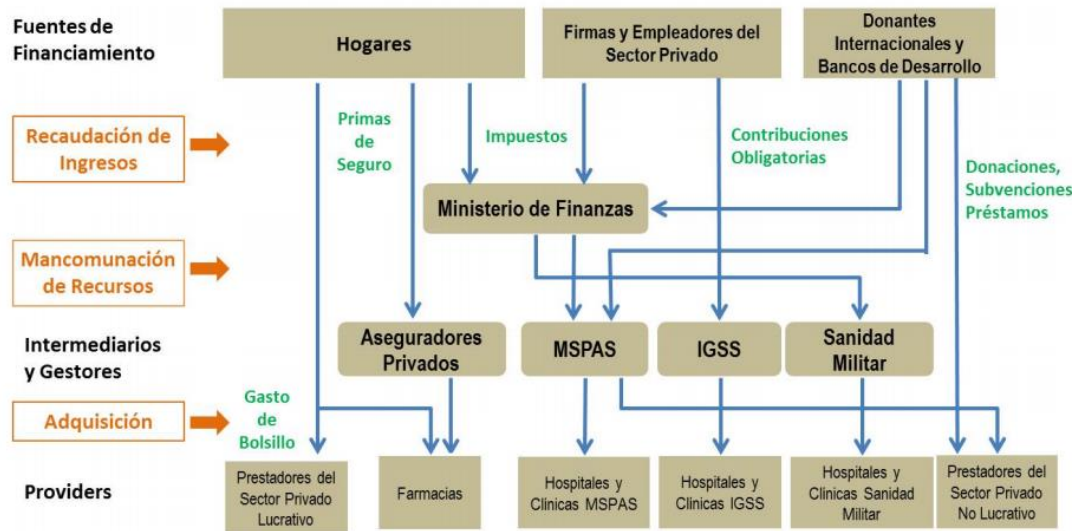 Fuentes de
Financiamiento
Hogares
Firmas y Empleadores del
Sector Privado
Donantes
Internacionales y
Bancos de Desarrollo
Recaudación de
Ingresos
Primas
de
Seguro
Impuestos
Contribuciones
Obligatorias
Donaciones,
Subvenciones
Préstamos
Ministerio de Finanzas
Mancomunación
de Recursos
Intermediarios
y Gestores
Aseguradores
Privados
MSPAS
IGSS
Sanidad
Militar
Adquisición
Gasto
de
Bolsillo
Providers
Prestadores del
Sector Privado
Lucrativo
Farmacias
Hospitales y
Clinicas MSPAS
Hospitales y
Clinicas IGSS
Hospitales y
Clinicas Sanidad
Militar
Prestadores del
Sector Privado
No Lucrativo